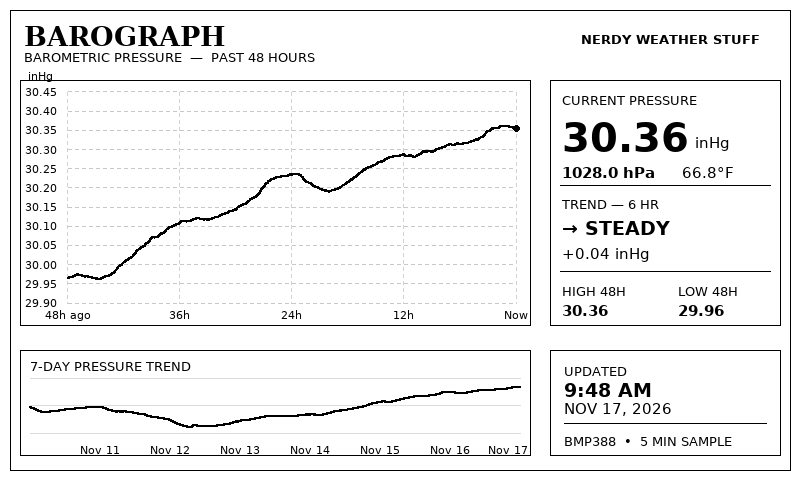 BAROGRAPH
BAROMETRIC PRESSURE — PAST 48 HOURS
NERDY WEATHER STUFF
inHg
30.45
30.40
30.35
30.30
30.25
30.20
30.15
30.10
30.05
30.00
29.95
29.90
48h ago 36h 24h 12h Now
CURRENT PRESSURE
30.36 inHg
1028.0 hPa 66.8°F
TREND — 6 HR
→ STEADY
+0.04 inHg
HIGH 48H LOW 48H
30.36 29.96
7-DAY PRESSURE TREND
Nov 11 Nov 12 Nov 13 Nov 14 Nov 15 Nov 16 Nov 17
UPDATED
9:48 AM
NOV 17, 2026
BMP388 • 5 MIN SAMPLE